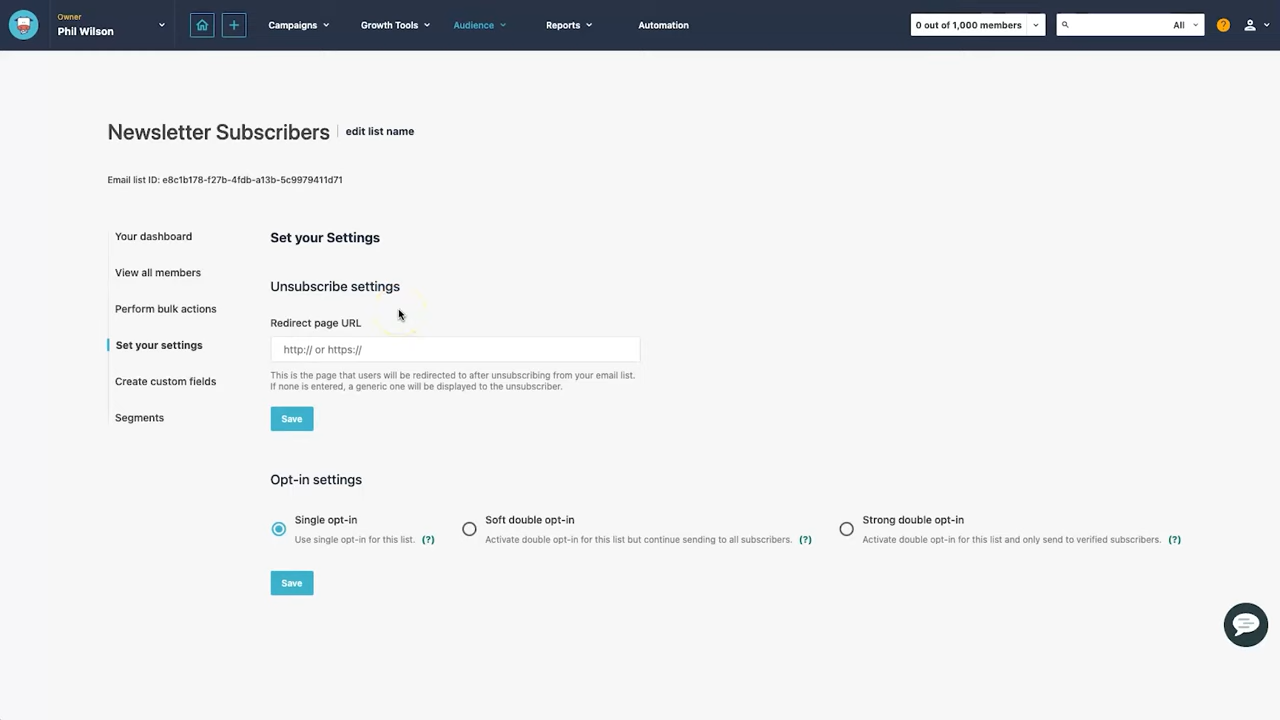 Owner
Phil Wilson
Campaigns
Growth Tools
Audience
Reports
Automation
0 out of 1,000 members
All
?
Newsletter Subscribers
edit list name
Email list ID: e8c1b178-f27b-4fdb-a13b-5c9979411d71
Your dashboard
View all members
Perform bulk actions
Set your settings
Create custom fields
Segments
Set your Settings
Unsubscribe settings
Redirect page URL
http:// or https://
This is the page that users will be redirected to after unsubscribing from your email list.
If none is entered, a generic one will be displayed to the unsubscriber.
Save
Opt-in settings
Single opt-in
Use single opt-in for this list. (?)
Soft double opt-in
Activate double opt-in for this list but continue sending to all subscribers. (?)
Strong double opt-in
Activate double opt-in for this list and only send to verified subscribers. (?)
Save